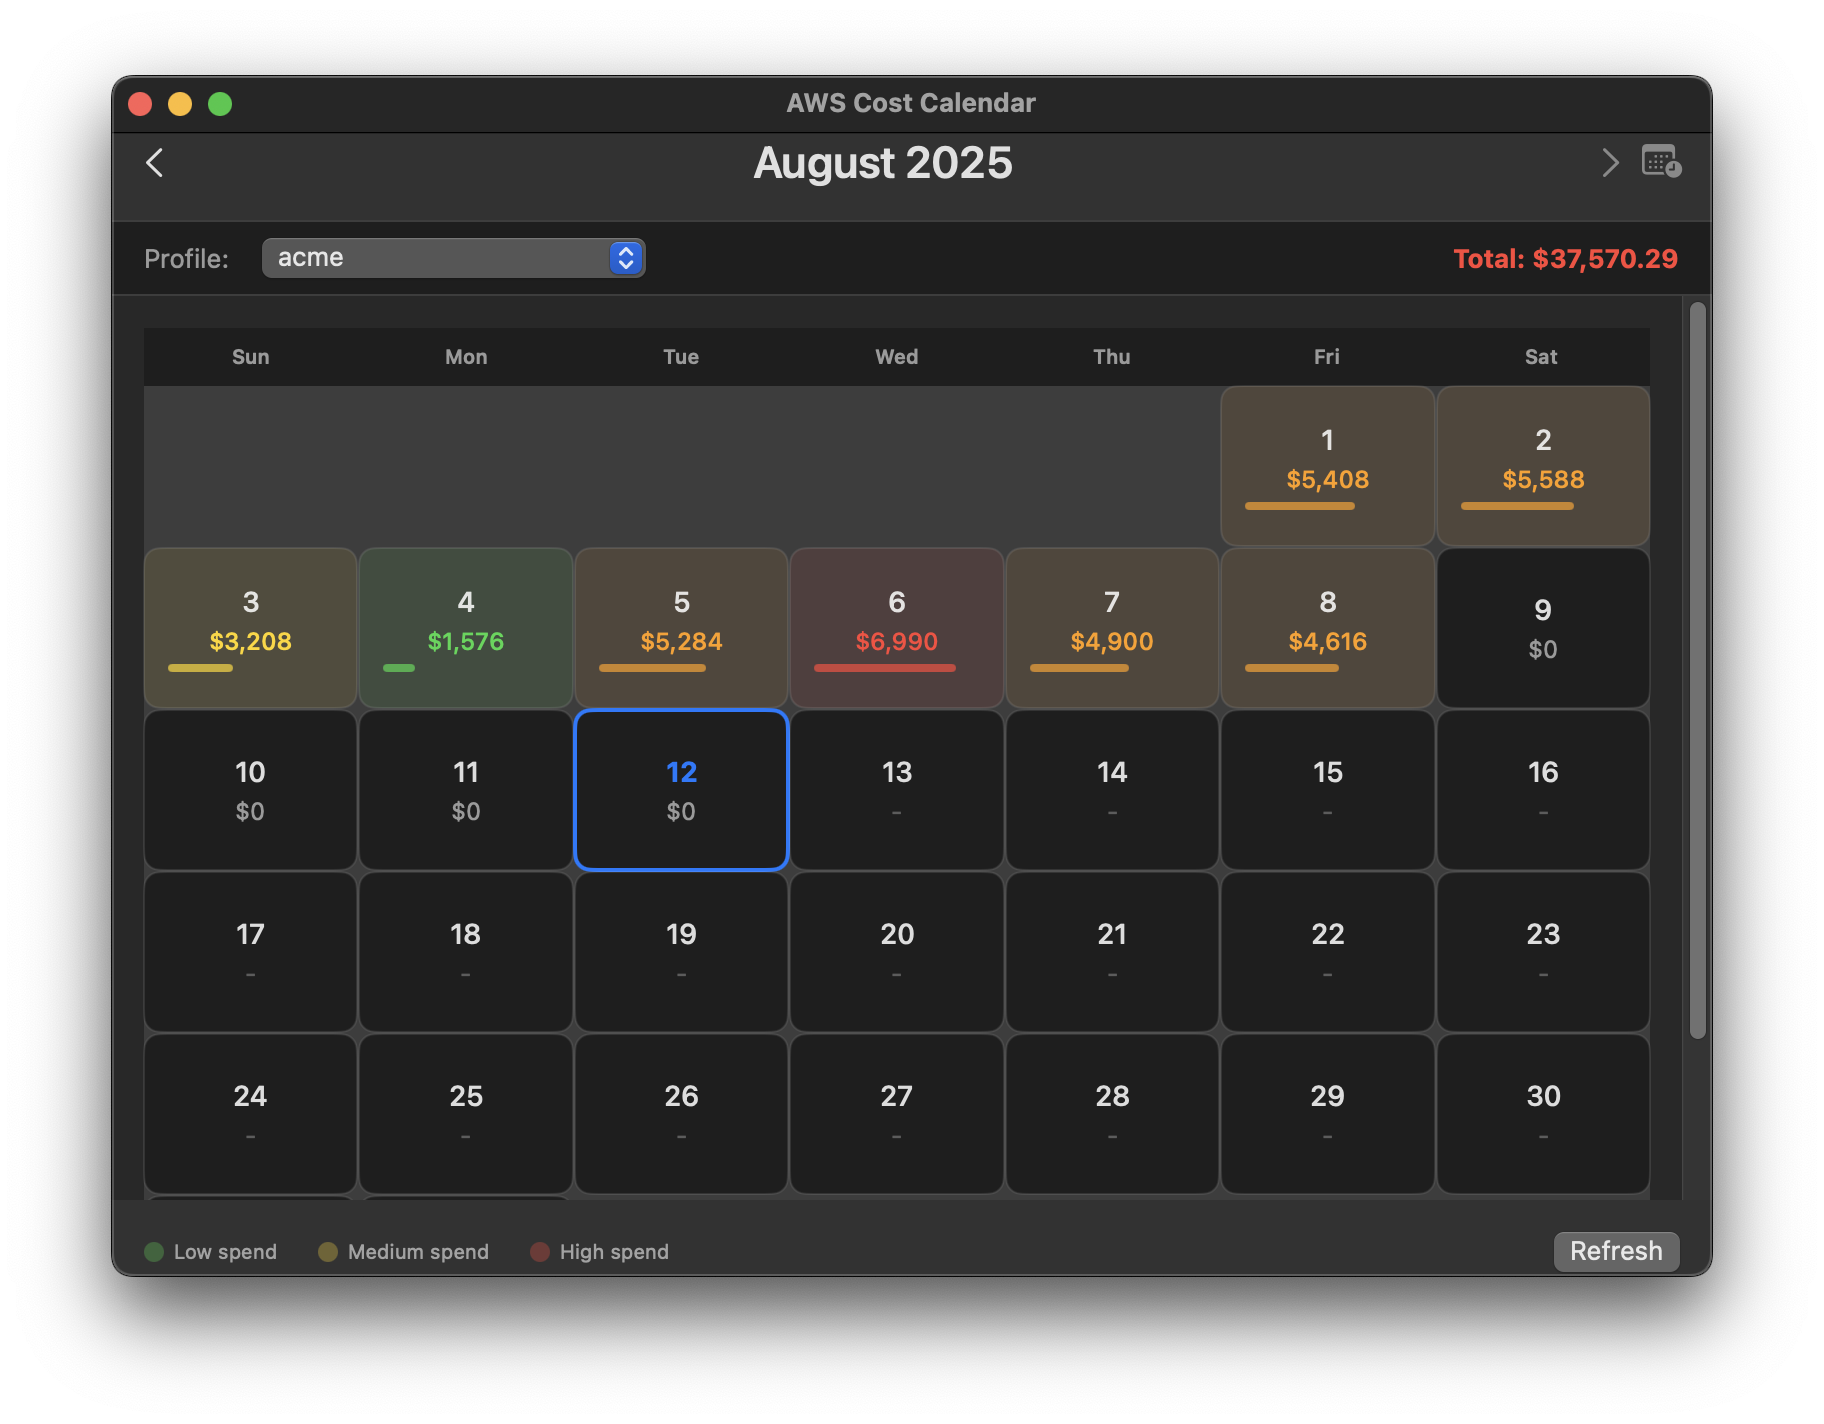 AWS Cost Calendar
August 2025
Profile: acme Total: $37,570.29
Sun Mon Tue Wed Thu Fri Sat
1 2
$5,408 $5,588
3 4 5 6 7 8 9
$3,208 $1,576 $5,284 $6,990 $4,900 $4,616 $0
10 11 12 13 14 15 16
$0 $0 $0 - - - -
17 18 19 20 21 22 23
- - - - - - -
24 25 26 27 28 29 30
- - - - - - -
Low spend Medium spend High spend Refresh